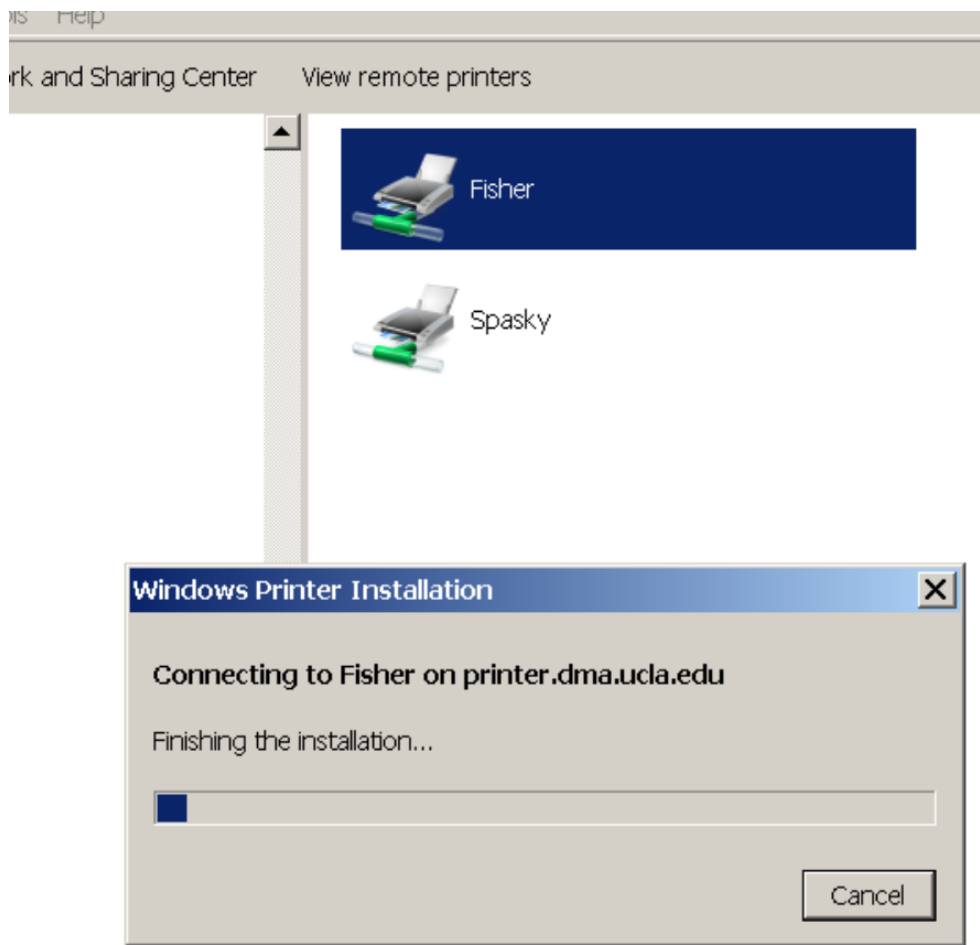 Help
and Sharing Center View remote printers
Fisher
Spasky
Windows Printer Installation
Connecting to Fisher on printer.dma.ucla.edu
Finishing the installation...
Cancel